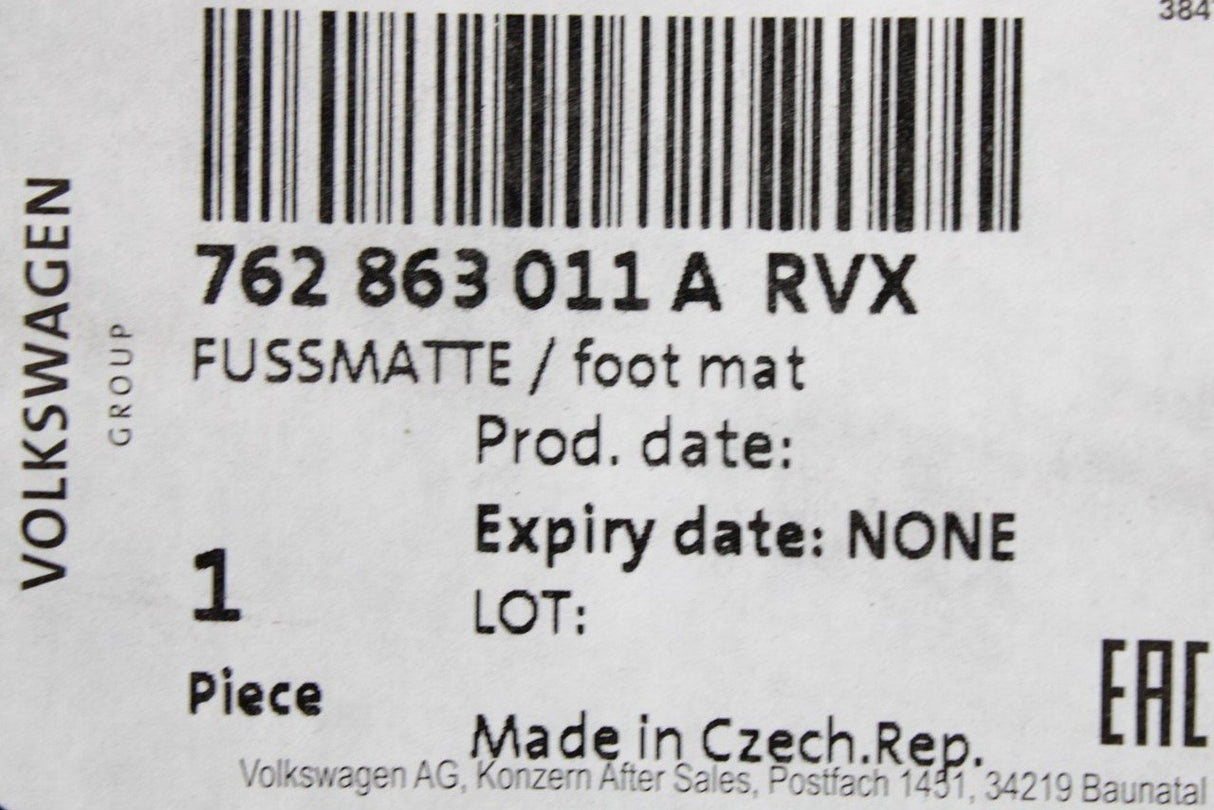 762 863 011 A RVX
FUSSMATTE / foot mat
Prod. date:
Expiry date: NONE
1
LOT:
Piece
Made in Czech.Rep.
Volkswagen AG, Konzern After Sales, Postfach 1451, 34219 Baunatal
VOLKSWAGEN
GROUP
EAC